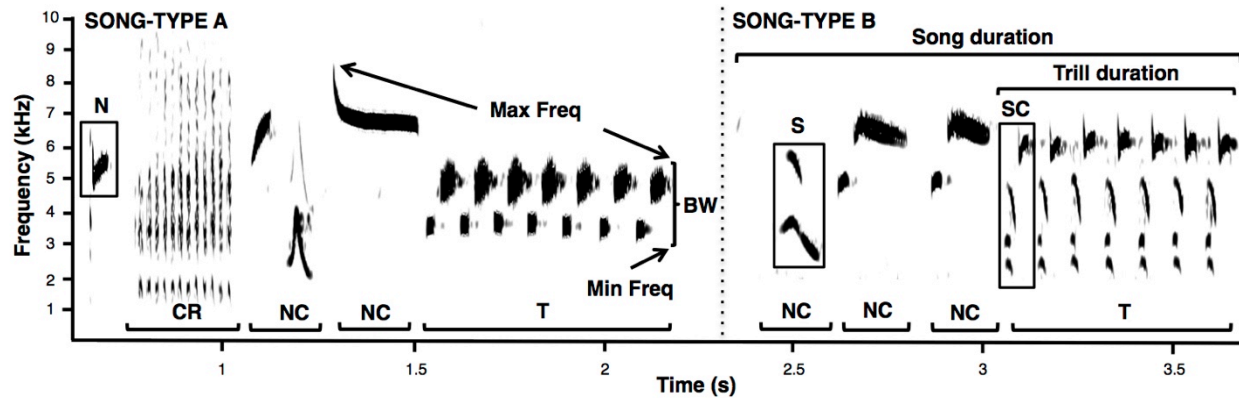 SONG-TYPE A
SONG-TYPE B
Song duration
Trill duration
Frequency (kHz)
10
9
8
7
6
5
4
3
2
1
N
Max Freq
SC
S
BW
Min Freq
CR
NC
NC
T
NC
NC
NC
T
1
1.5
2
2.5
3
3.5
Time (s)